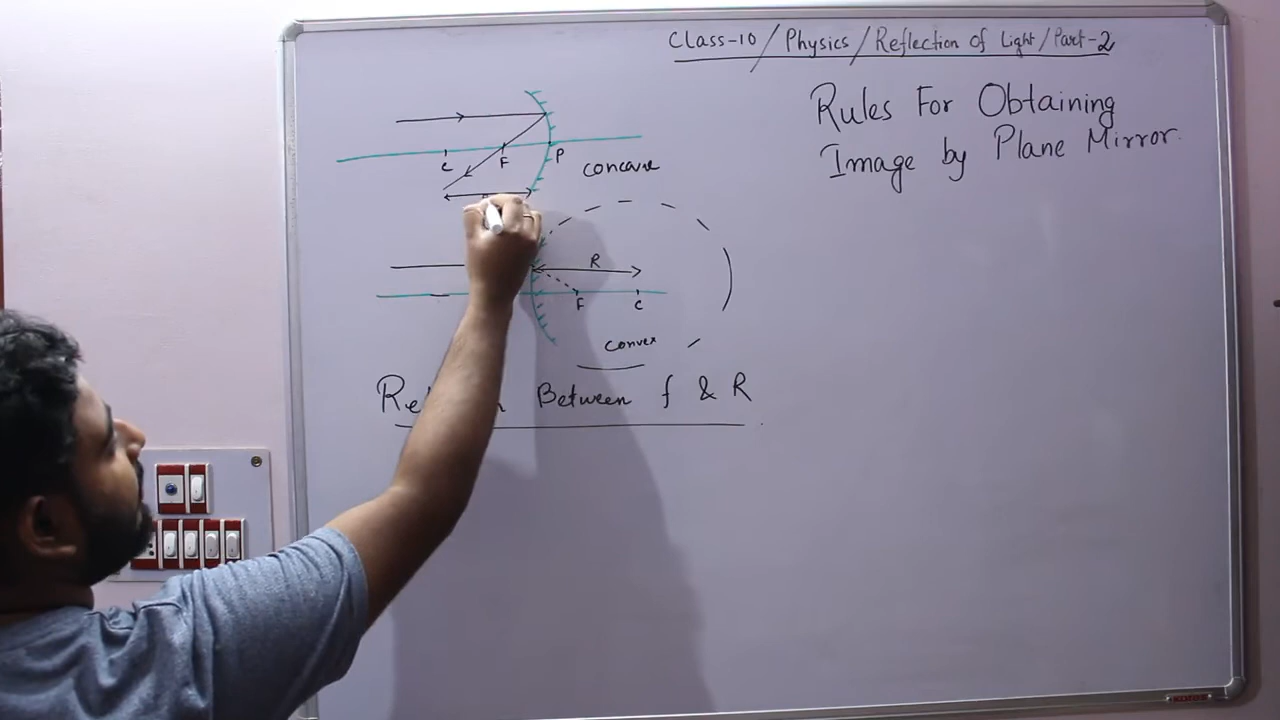 Class-10/Physics/Reflection of Light/Part-2
Rules For Obtaining
Image by Plane Mirror.
C F P
concave
R
F C
convex
Between f & R